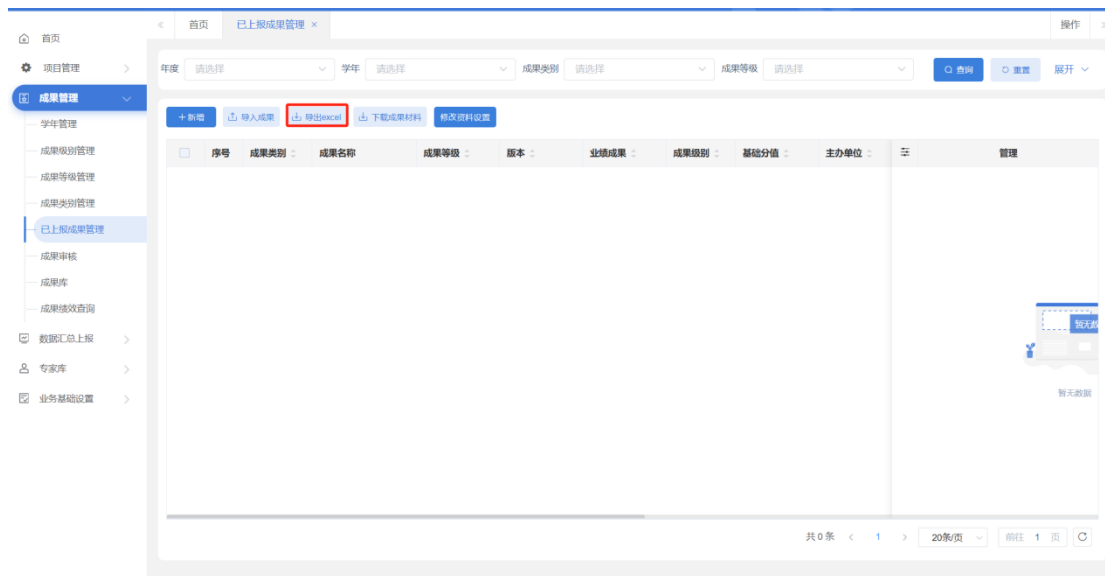 首页
项目管理
成果管理
学年管理
成果级别管理
成果等级管理
成果类别管理
已上报成果管理
成果审核
成果库
成果绩效查询
数据汇总上报
专家库
业务基础设置
首页 已上报成果管理 × 操作
年度 请选择 学年 请选择 成果类别 请选择 成果等级 请选择 查询 重置 展开
+新增 导入成果 导出excel 下载成果材料 修改资料设置
序号 成果类别 成果名称 成果等级 版本 业绩成果 成果级别 基础分值 主办单位 管理
暂无数
暂无数据
共 0 条 1 20条/页 前往 1 页